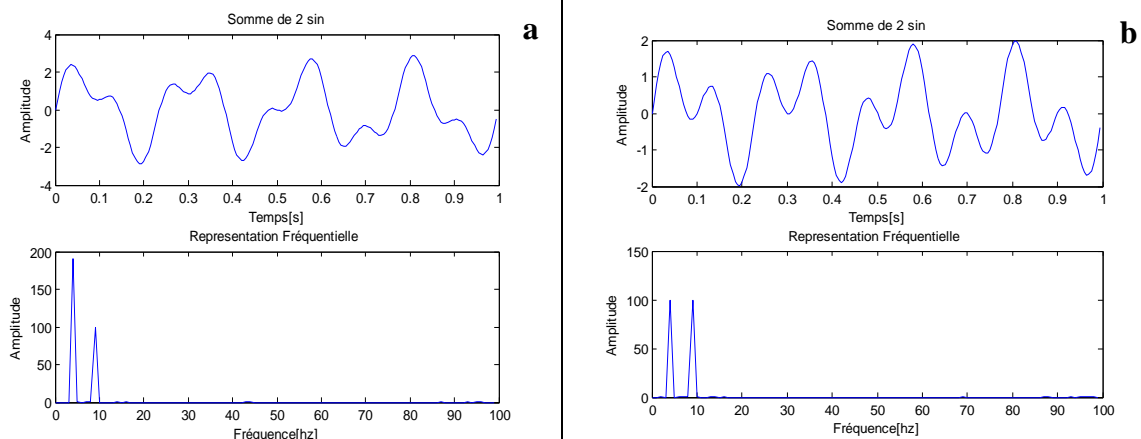 Somme de 2 sin
a
4
2
0
-2
-4
Amplitude
0 0.1 0.2 0.3 0.4 0.5 0.6 0.7 0.8 0.9 1
Temps[s]
Representation Fréquentielle
200
150
100
50
0
Amplitude
0 10 20 30 40 50 60 70 80 90 100
Fréquence[hz]
Somme de 2 sin
b
2
1
0
-1
-2
Amplitude
0 0.1 0.2 0.3 0.4 0.5 0.6 0.7 0.8 0.9 1
Temps[s]
Representation Fréquentielle
150
100
50
0
Amplitude
0 10 20 30 40 50 60 70 80 90 100
Fréquence[hz]